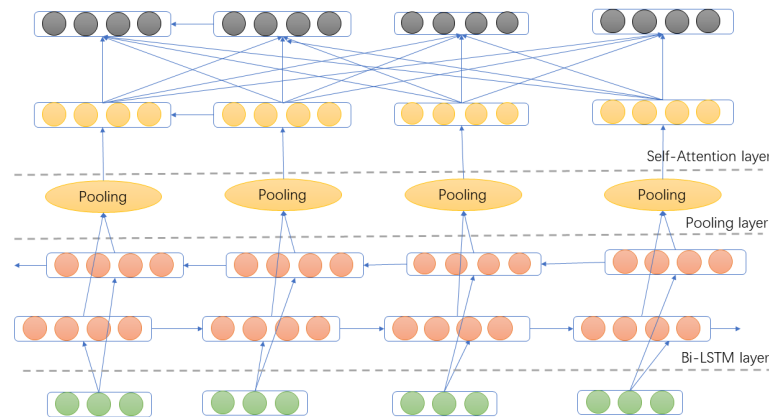 Self-Attention layer
Pooling Pooling Pooling Pooling
Pooling layer
Bi-LSTM layer